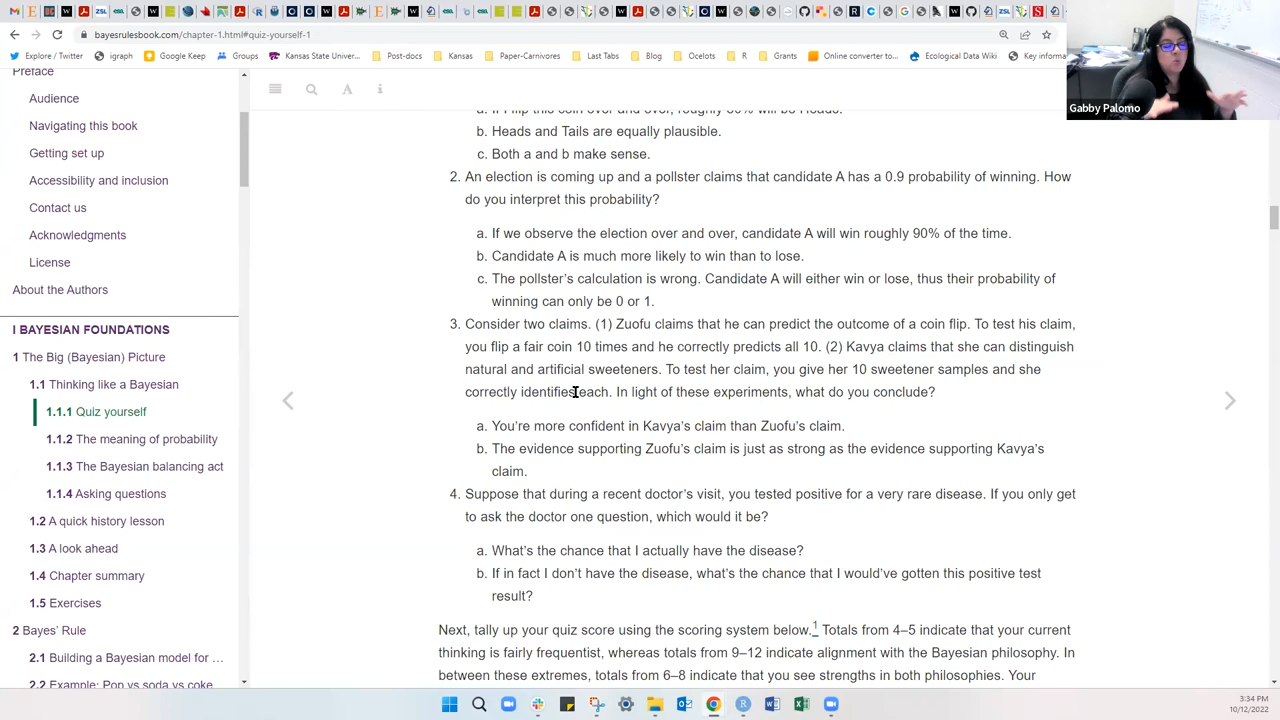 ZSL
bayesrulesbook.com/chapter-1.html#quiz-yourself-1
Explore / Twitter
igraph
Google Keep
Grants
Kansas State Univer...
Post-docs
Kansas
Paper-Carnivores
Last Tabs
Blog
Ocelots
R
Grants
Online converter to...
Ecological Data Wiki
Key informa
Gabby Palomo
Preface
Audience
Navigating this book
Getting set up
Accessibility and inclusion
Contact us
Acknowledgments
License
About the Authors
I BAYESIAN FOUNDATIONS
1 The Big (Bayesian) Picture
1.1 Thinking like a Bayesian
1.1.1 Quiz yourself
1.1.2 The meaning of probability
1.1.3 The Bayesian balancing act
1.1.4 Asking questions
1.2 A quick history lesson
1.3 A look ahead
1.4 Chapter summary
1.5 Exercises
2 Bayes' Rule
2.1 Building a Bayesian model for ...
2.2 Example: Pop vs soda vs coke
a. If I flip this coin over and over, roughly 50% will be Heads.
b. Heads and Tails are equally plausible.
c. Both a and b make sense.
2. An election is coming up and a pollster claims that candidate A has a 0.9 probability of winning. How
do you interpret this probability?
a. If we observe the election over and over, candidate A will win roughly 90% of the time.
b. Candidate A is much more likely to win than to lose.
c. The pollster's calculation is wrong. Candidate A will either win or lose, thus their probability of
winning can only be 0 or 1.
3. Consider two claims. (1) Zuofu claims that he can predict the outcome of a coin flip. To test his claim,
you flip a fair coin 10 times and he correctly predicts all 10. (2) Kavya claims that she can distinguish
natural and artificial sweeteners. To test her claim, you give her 10 sweetener samples and she
correctly identifies each. In light of these experiments, what do you conclude?
a. You're more confident in Kavya's claim than Zuofu's claim.
b. The evidence supporting Zuofu's claim is just as strong as the evidence supporting Kavya's
claim.
4. Suppose that during a recent doctor's visit, you tested positive for a very rare disease. If you only get
to ask the doctor one question, which would it be?
a. What's the chance that I actually have the disease?
b. If in fact I don't have the disease, what's the chance that I would've gotten this positive test
result?
Next, tally up your quiz score using the scoring system below.1 Totals from 4–5 indicate that your current
thinking is fairly frequentist, whereas totals from 9–12 indicate alignment with the Bayesian philosophy. In
between these extremes, totals from 6–8 indicate that you see strengths in both philosophies. Your
3:34 PM
10/12/2022